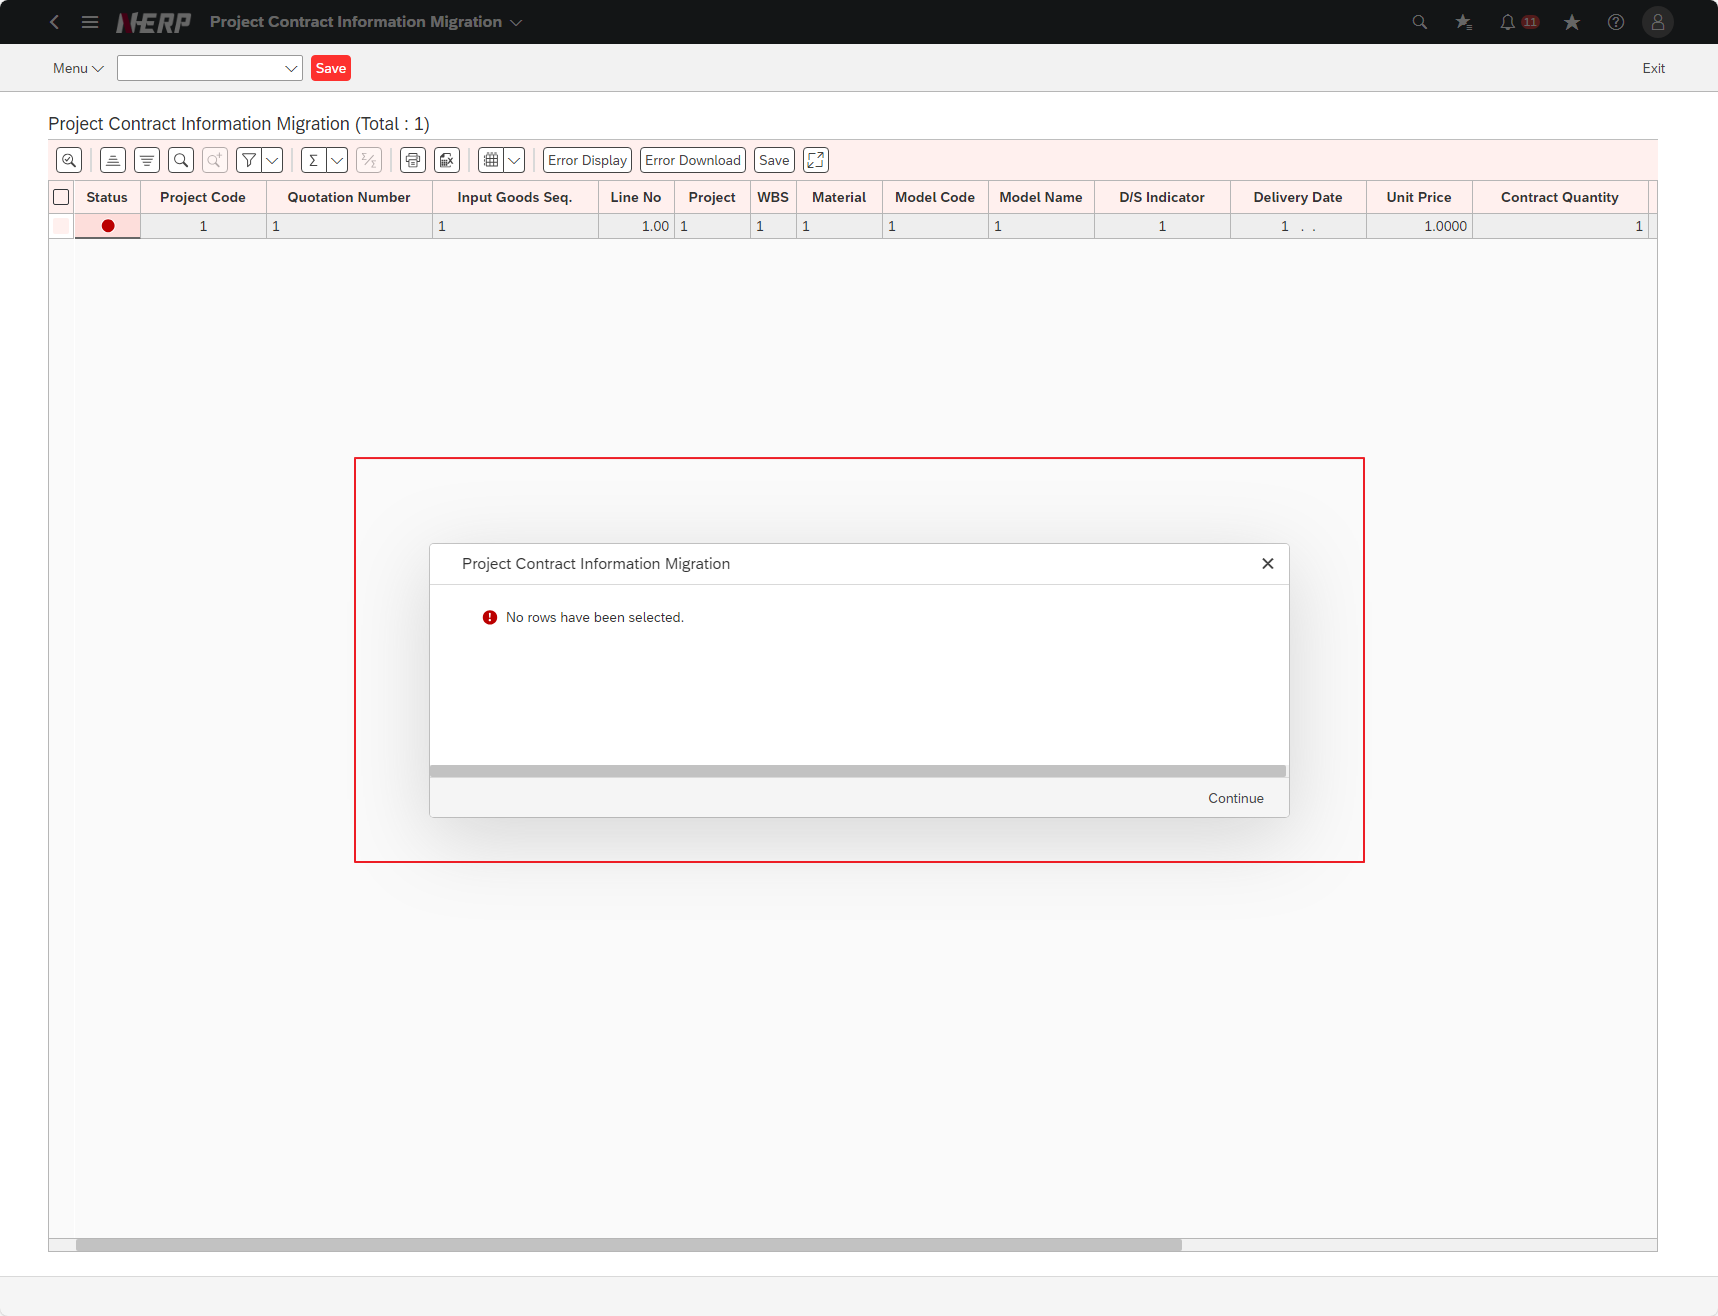 HERP Project Contract Information Migration 11
Menu Save Exit
Project Contract Information Migration (Total : 1)
Error Display Error Download Save
Status Project Code Quotation Number Input Goods Seq. Line No Project WBS Material Model Code Model Name D/S Indicator Delivery Date Unit Price Contract Quantity
1 1 1 1.00 1 1 1 1 1 1 1 . . 1.0000 1
Project Contract Information Migration
No rows have been selected.
Continue